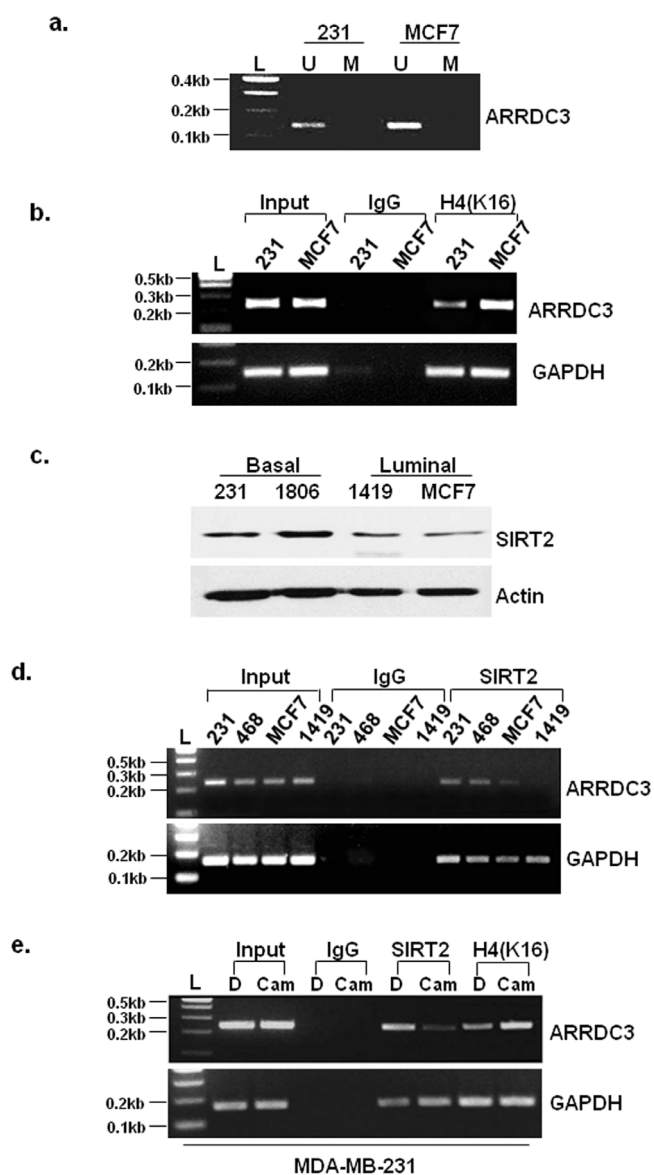 a.
231 MCF7
L U M U M
0.4kb
0.2kb
0.1kb
ARRDC3
b.
Input IgG H4(K16)
L 231 MCF7 231 MCF7 231 MCF7
0.5kb
0.3kb
0.2kb
ARRDC3
0.2kb
0.1kb
GAPDH
c.
Basal Luminal
231 1806 1419 MCF7
SIRT2
Actin
d.
Input IgG SIRT2
L 231 468 MCF7 1419 231 468 MCF7 1419 231 468 MCF7 1419
0.5kb
0.3kb
0.2kb
ARRDC3
0.2kb
0.1kb
GAPDH
e.
Input IgG SIRT2 H4(K16)
L D Cam D Cam D Cam D Cam
0.5kb
0.3kb
0.2kb
ARRDC3
0.2kb
0.1kb
GAPDH
MDA-MB-231